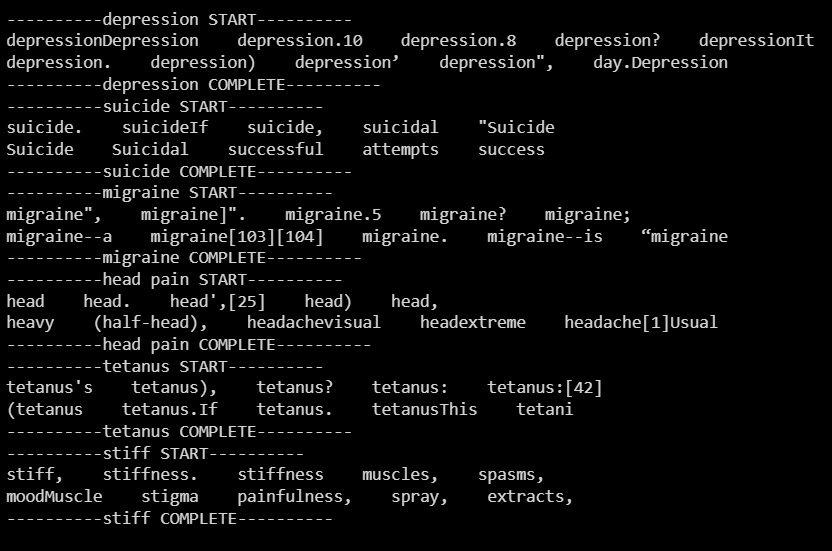 ----------depression START----------
depressionDepression    depression.10    depression.8    depression?    depressionIt
depression.    depression)    depression’    depression",    day.Depression
----------depression COMPLETE----------
----------suicide START----------
suicide.    suicideIf    suicide,    suicidal    "Suicide
Suicide    Suicidal    successful    attempts    success
----------suicide COMPLETE----------
----------migraine START----------
migraine",    migraine]".    migraine.5    migraine?    migraine;
migraine--a    migraine[103][104]    migraine.    migraine--is    “migraine
----------migraine COMPLETE----------
----------head pain START----------
head    head.    head',[25]    head)    head,
heavy    (half-head),    headachevisual    headextreme    headache[1]Usual
----------head pain COMPLETE----------
----------tetanus START----------
tetanus's    tetanus),    tetanus?    tetanus:    tetanus:[42]
(tetanus    tetanus.If    tetanus.    tetanusThis    tetani
----------tetanus COMPLETE----------
----------stiff START----------
stiff,    stiffness.    stiffness    muscles,    spasms,
moodMuscle    stigma    painfulness,    spray,    extracts,
----------stiff COMPLETE----------